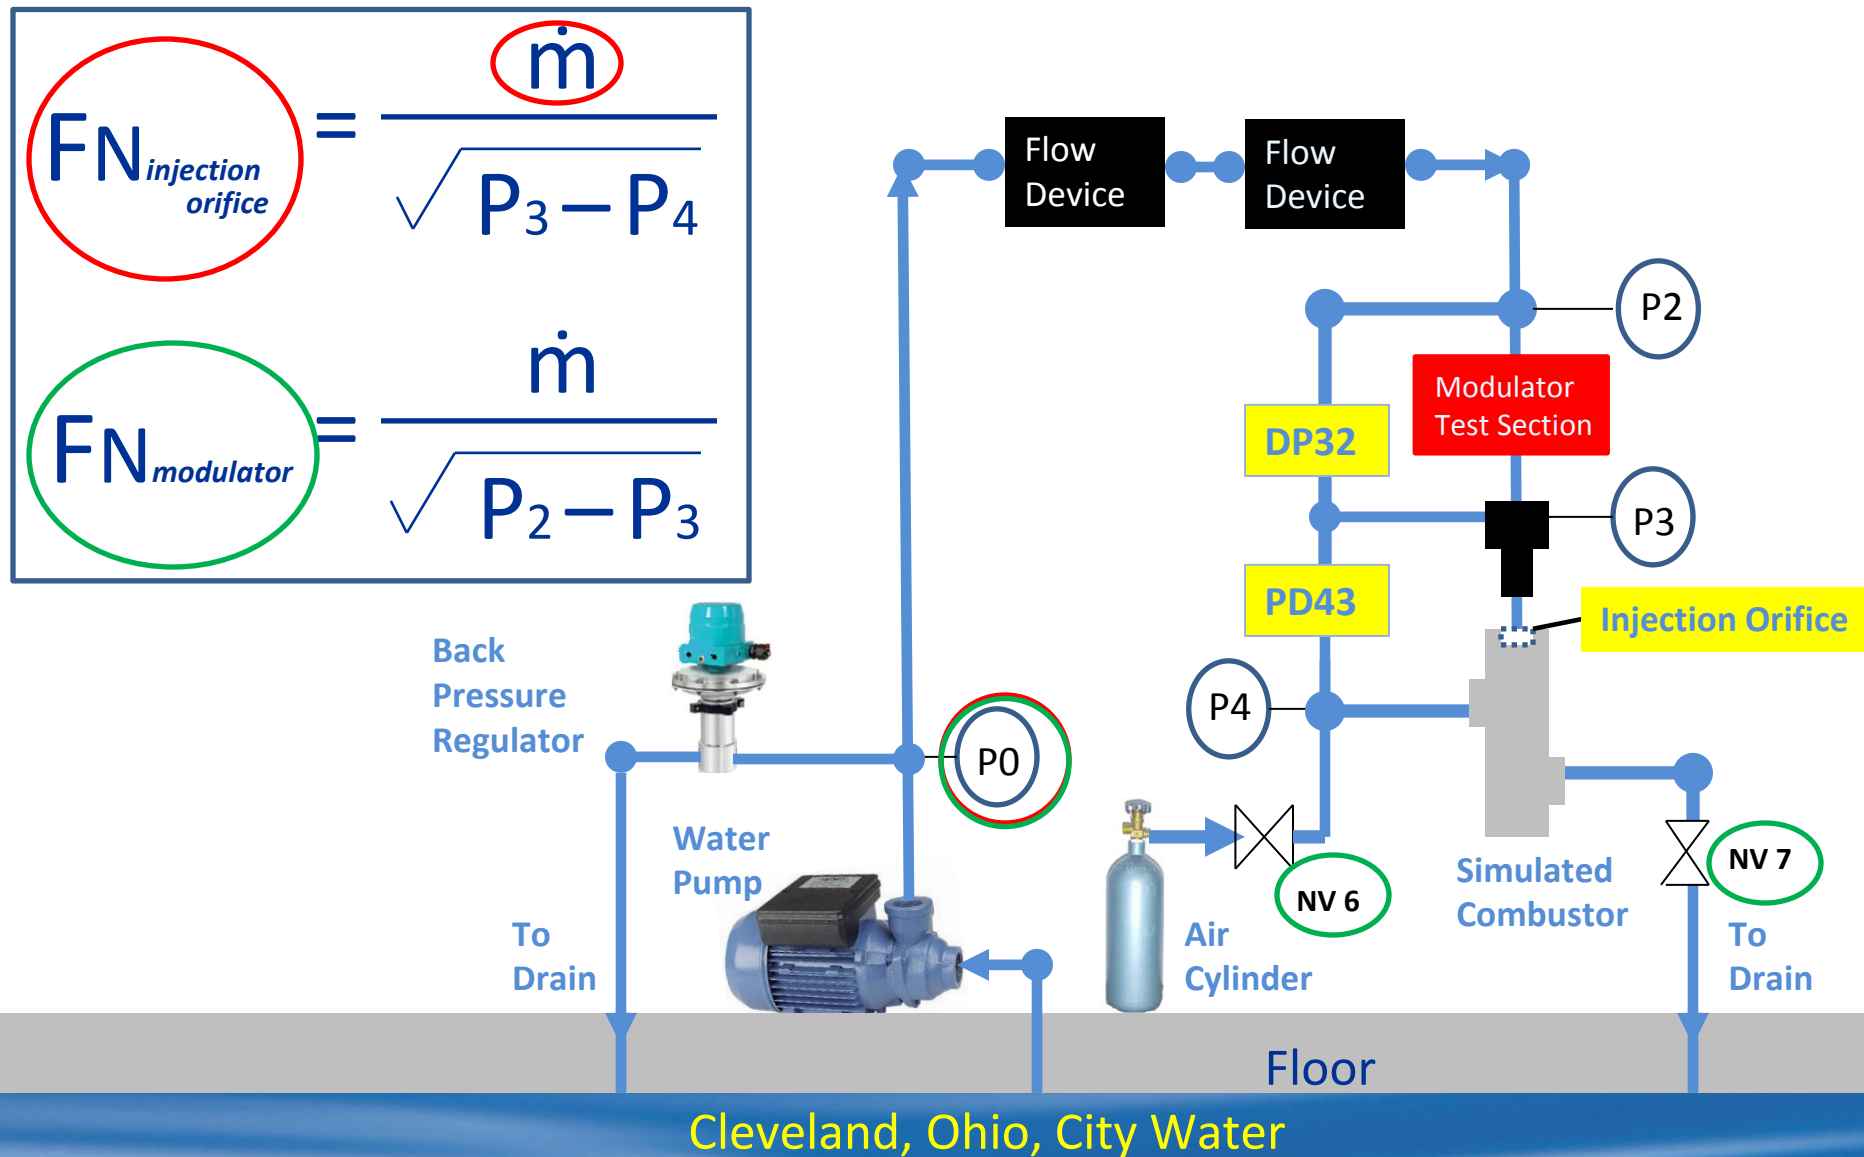 FN injection orifice = ṁ / √ P3 – P4
FN modulator = ṁ / √ P2 – P3
Flow
Device
Flow
Device
P2
Modulator
Test Section
DP32
P3
PD43
Injection Orifice
Back
Pressure
Regulator
P4
P0
Water
Pump
NV 6
NV 7
Simulated
Combustor
To
Drain
Air
Cylinder
To
Drain
Floor
Cleveland, Ohio, City Water